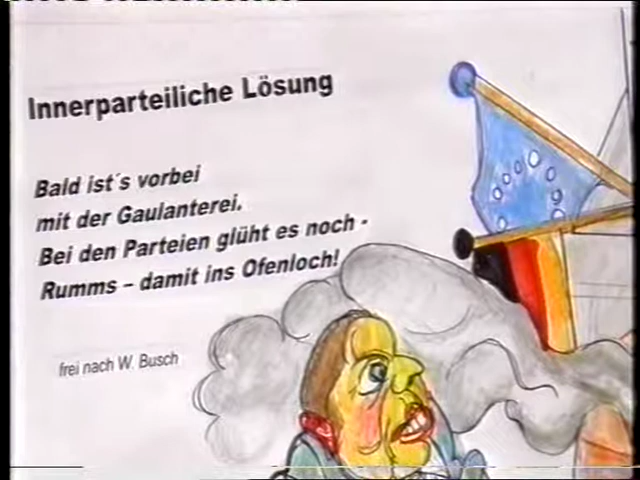 Innerparteiliche Lösung
Bald ist´s vorbei
mit der Gaulanterei.
Bei den Parteien glüht es noch -
Rumms – damit ins Ofenloch!
frei nach W. Busch